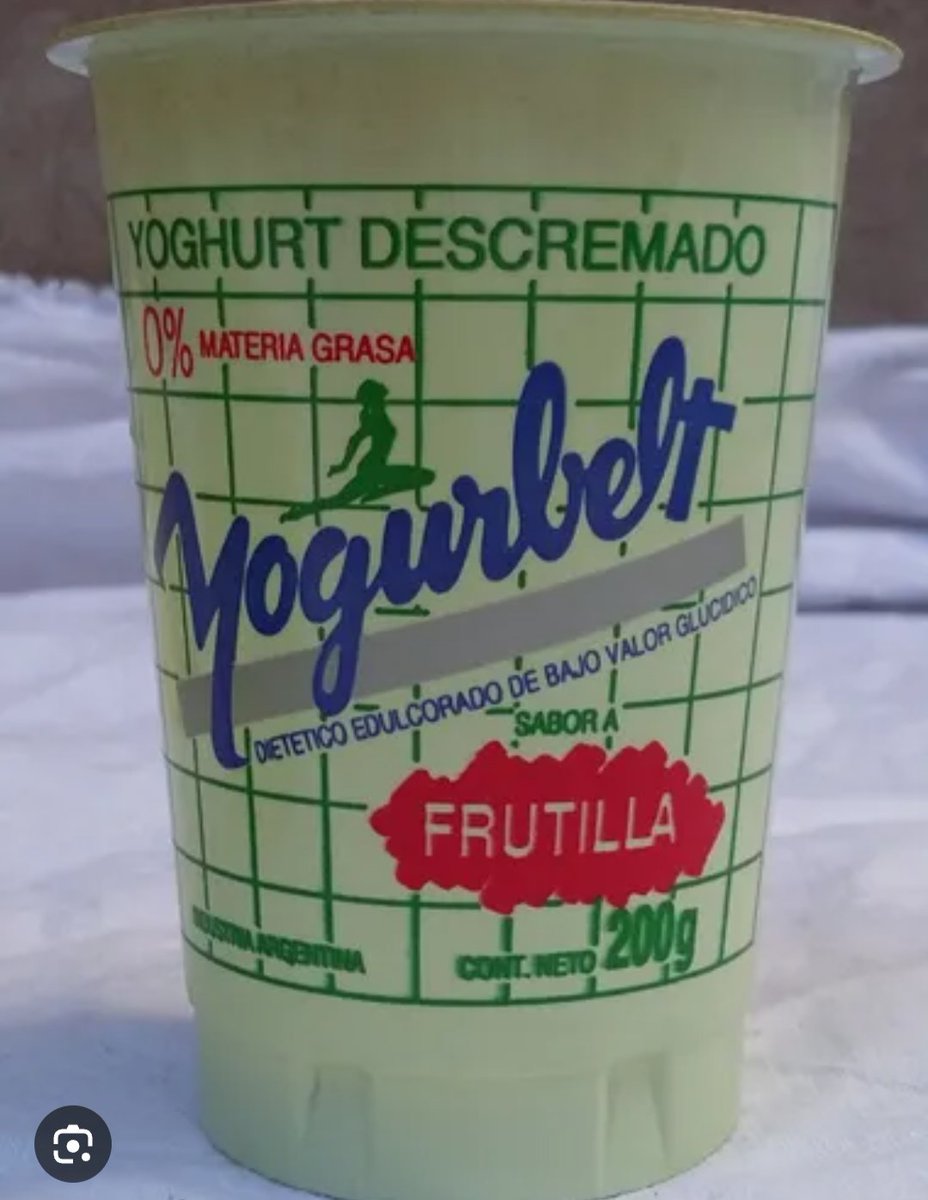 YOGHURT DESCREMADO
0% MATERIA GRASA
Yogurbelt
DIETETICO EDULCORADO DE BAJO VALOR GLUCIDICO
SABOR A
FRUTILLA
INDUSTRIA ARGENTINA
CONT. NETO 200g